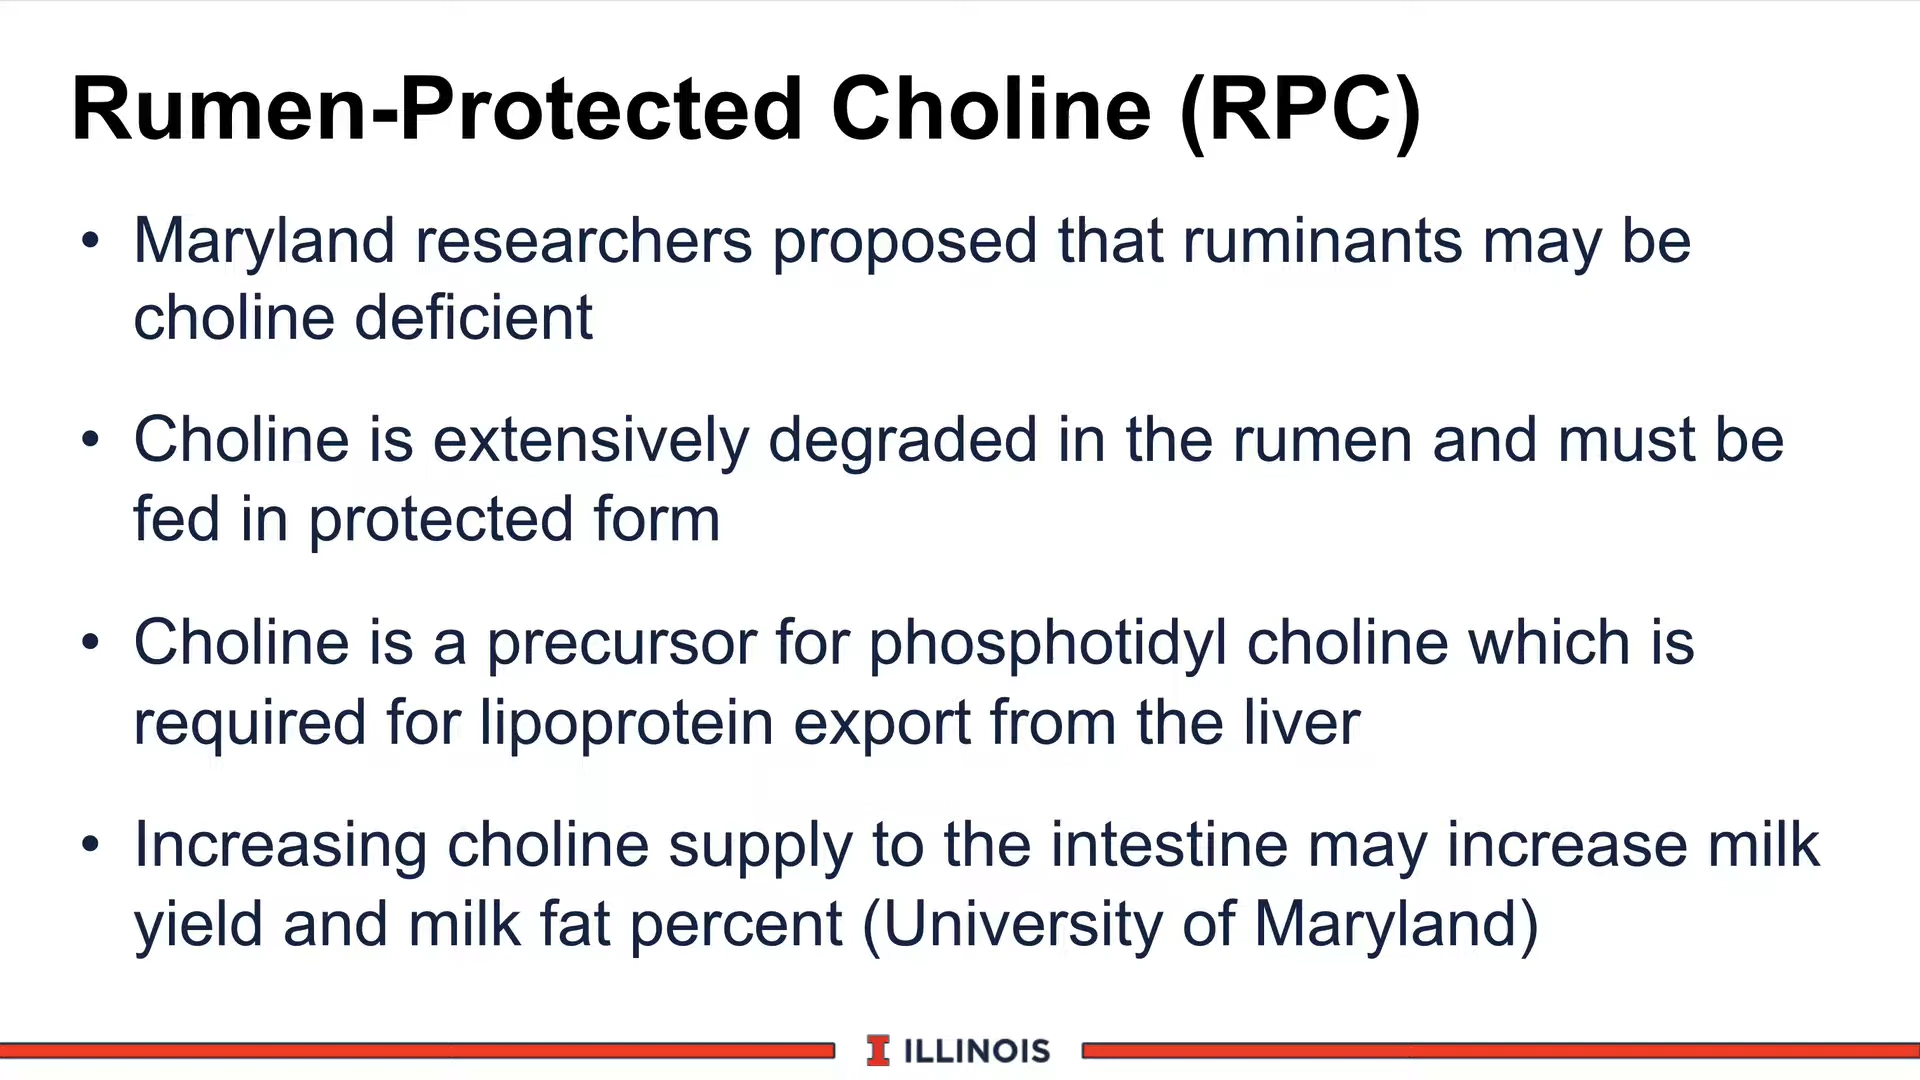 Rumen-Protected Choline (RPC)
• Maryland researchers proposed that ruminants may be
choline deficient
• Choline is extensively degraded in the rumen and must be
fed in protected form
• Choline is a precursor for phosphotidyl choline which is
required for lipoprotein export from the liver
• Increasing choline supply to the intestine may increase milk
yield and milk fat percent (University of Maryland)
I ILLINOIS